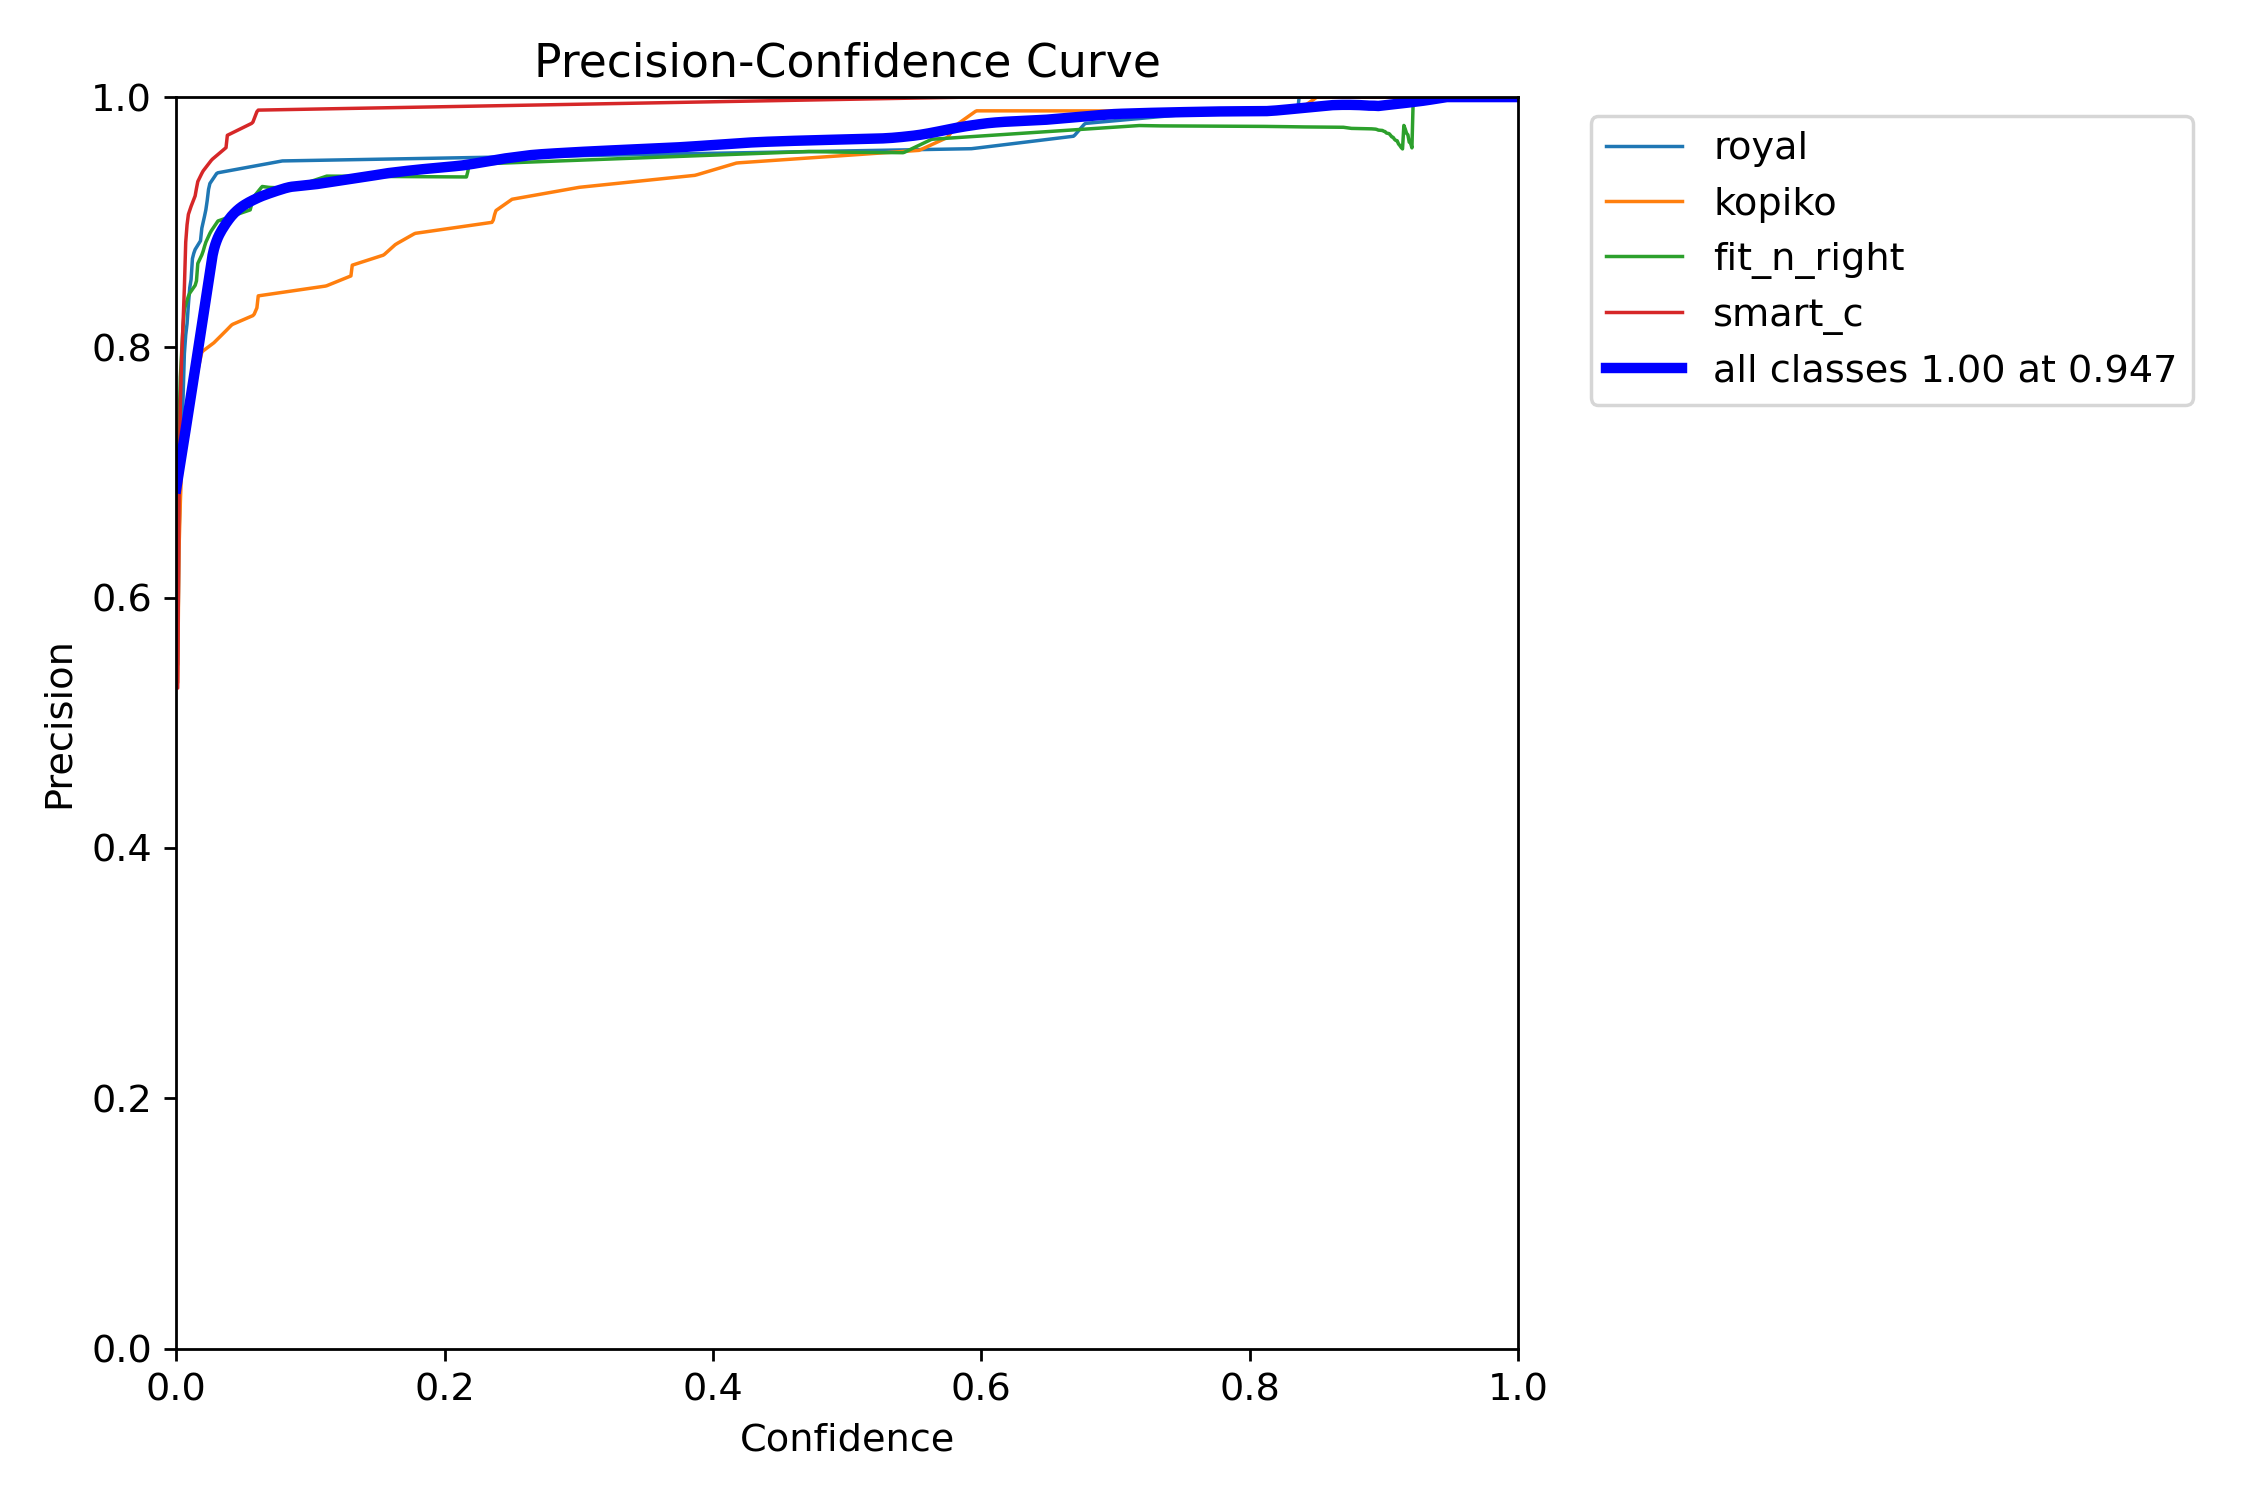 Precision-Confidence Curve
1.0
0.8
0.6
0.4
0.2
0.0
Precision
0.0 0.2 0.4 0.6 0.8 1.0
Confidence
royal
kopiko
fit_n_right
smart_c
all classes 1.00 at 0.947